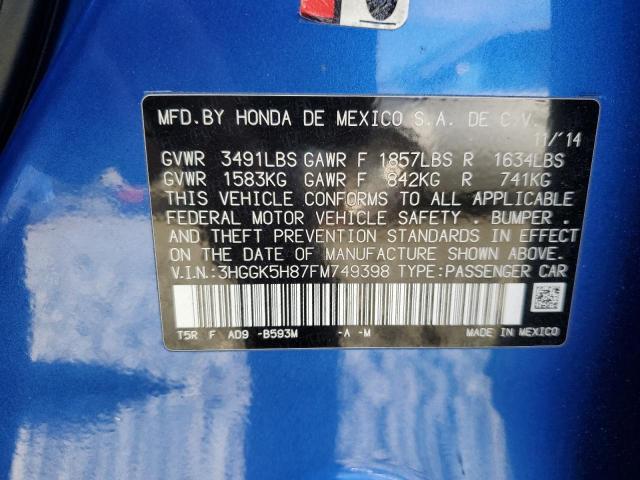 MFD.BY HONDA DE MEXICO S.A. DE C.V.
11/'14
GVWR 3491LBS GAWR F 1857LBS R 1634LBS
GVWR 1583KG GAWR F 842KG R 741KG
THIS VEHICLE CONFORMS TO ALL APPLICABLE
FEDERAL MOTOR VEHICLE SAFETY, BUMPER,
AND THEFT PREVENTION STANDARDS IN EFFECT
ON THE DATE OF MANUFACTURE SHOWN ABOVE.
V.I.N.:3HGGK5H87FM749398 TYPE:PASSENGER CAR
T5R F AD9 -B593M -A -M MADE IN MEXICO